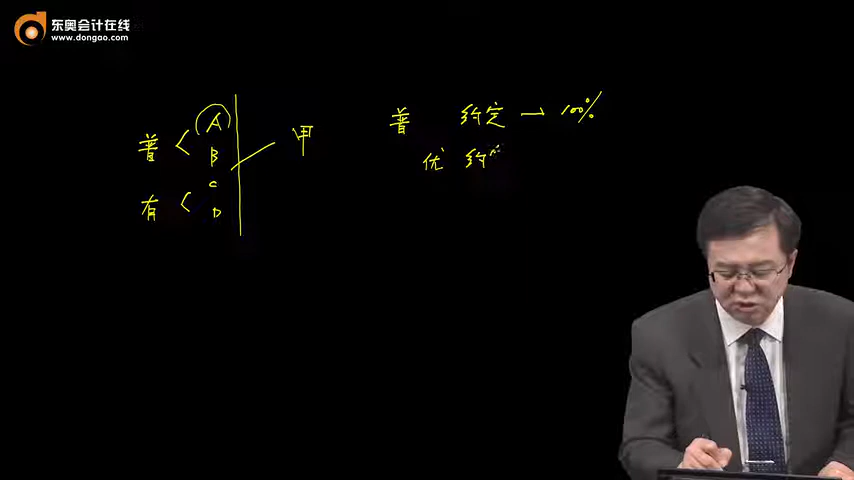 东奥会计在线
www.dongao.com
普 A B 甲
有 C D
普 约定 → 100%
优 约